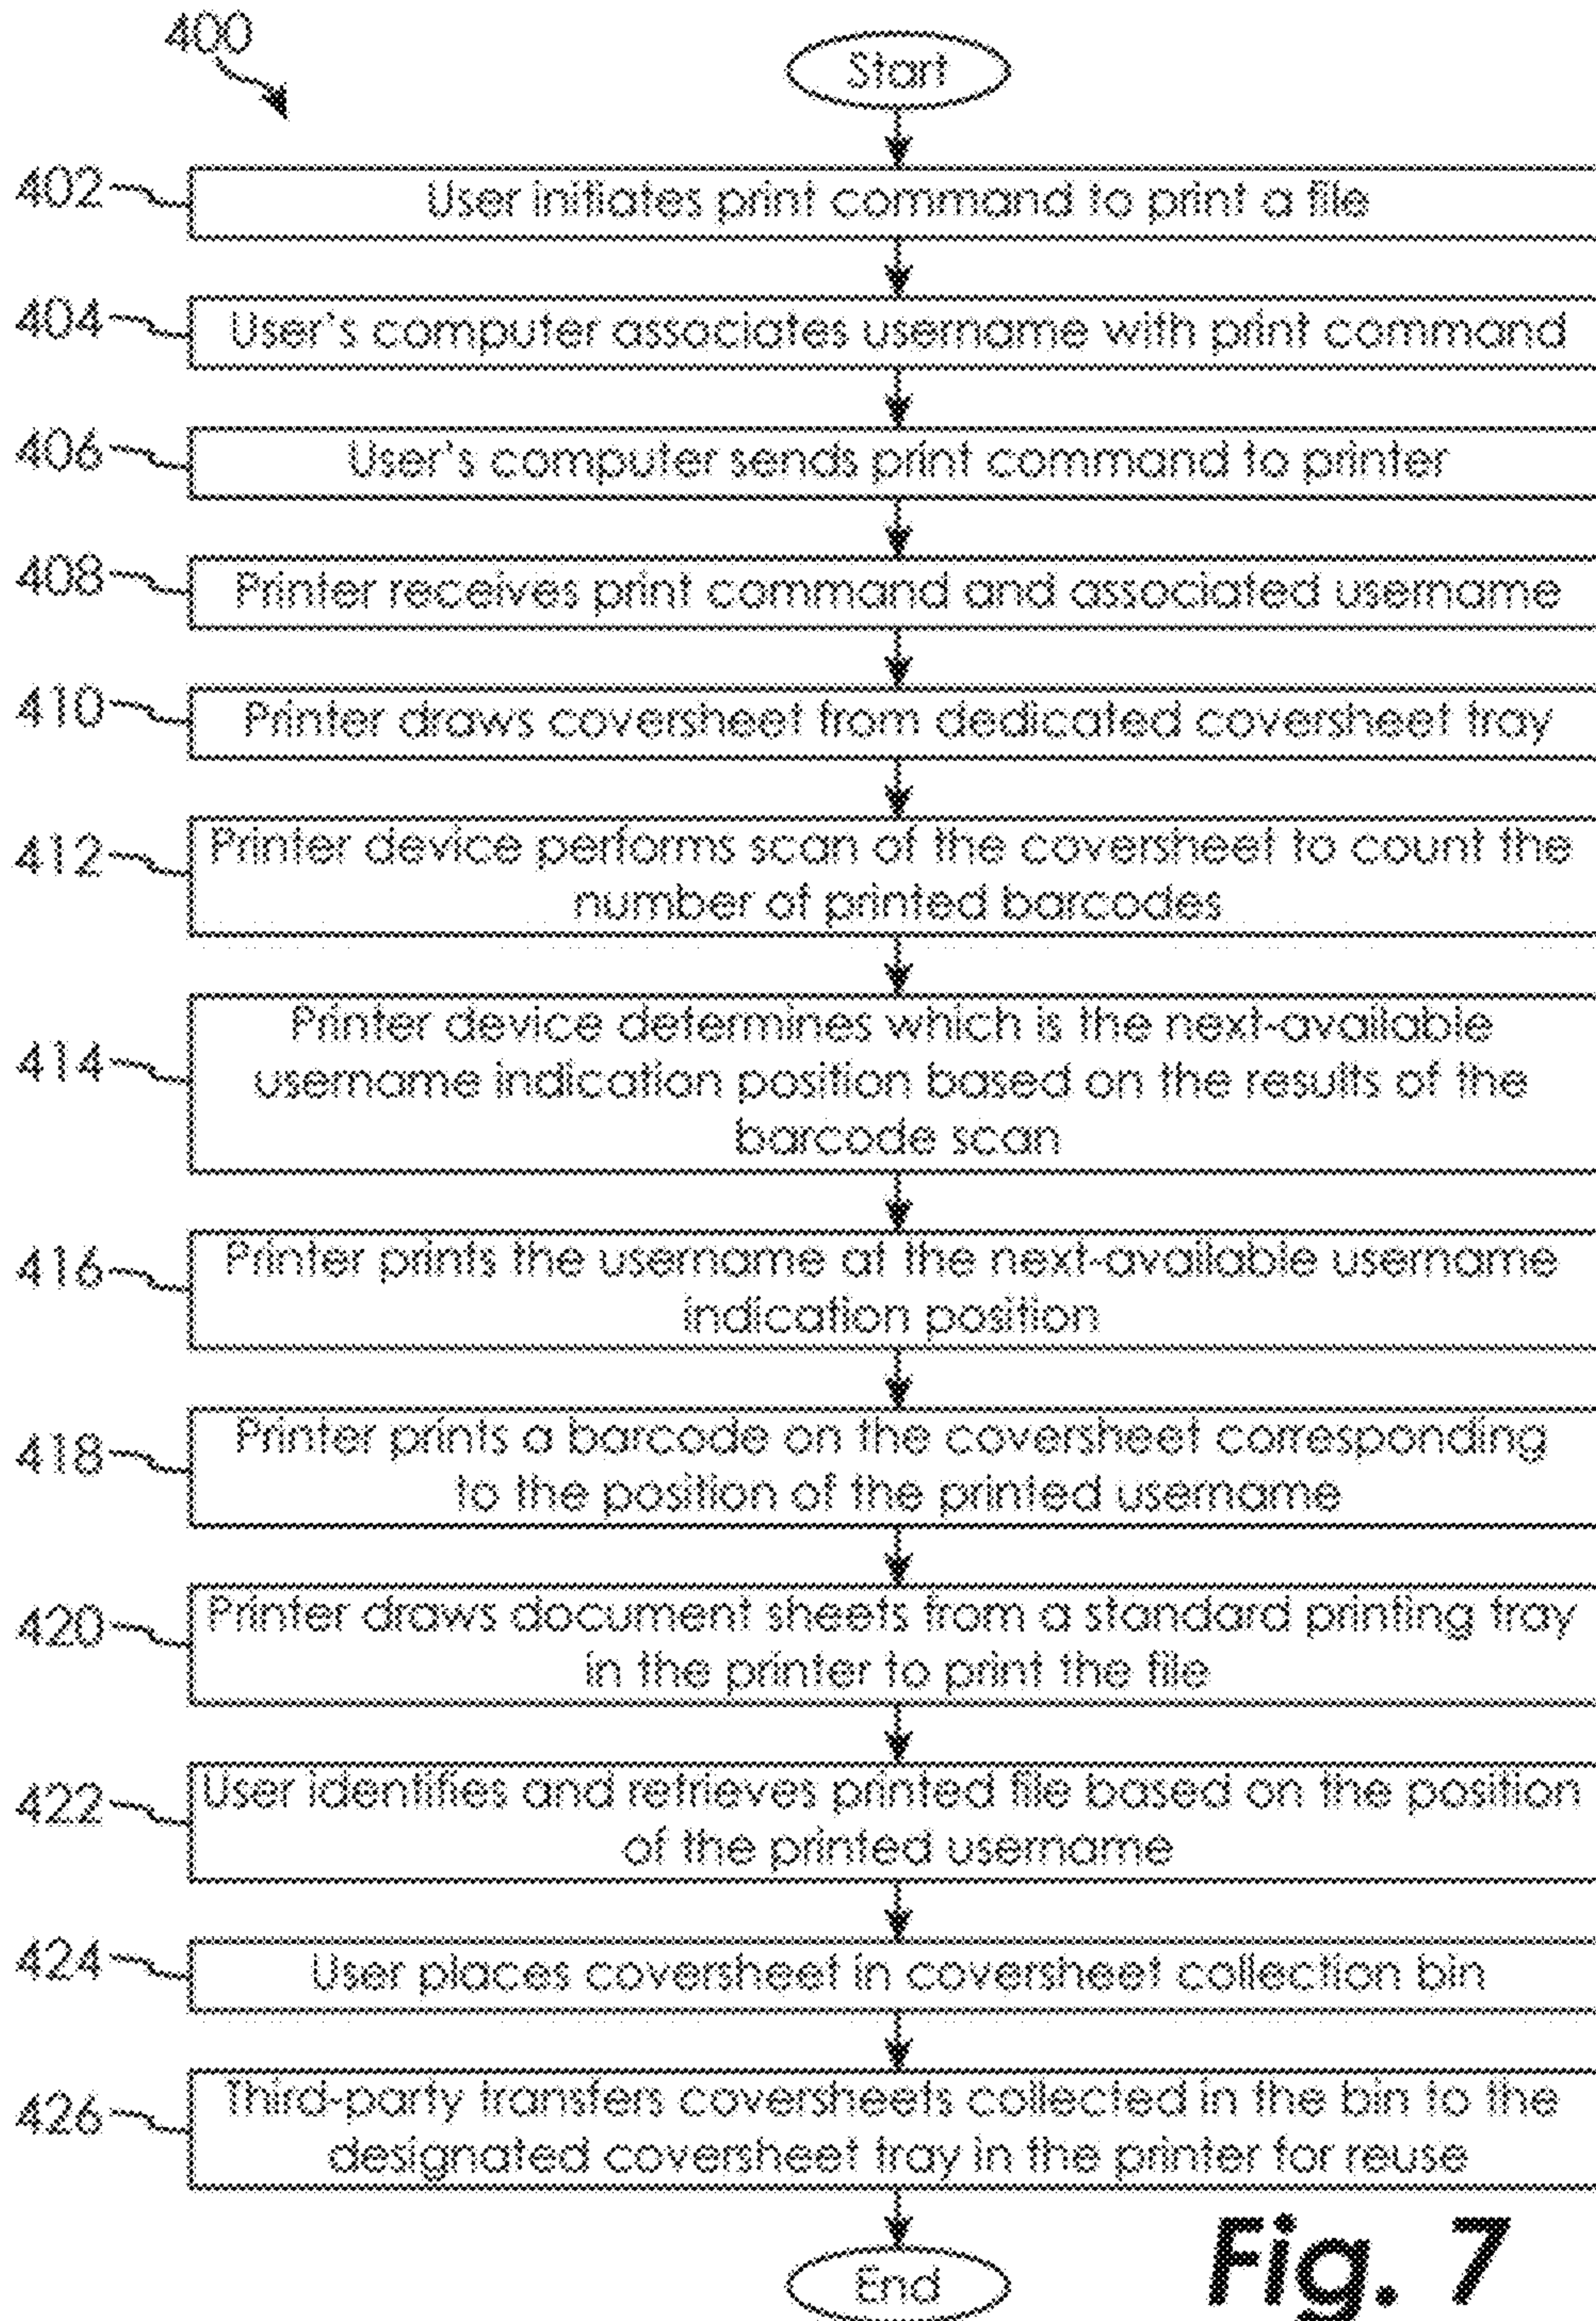 400
Start
402
User initiates print command to print a file
404
User's computer associates username with print command
406
User's computer sends print command to printer
408
Printer receives print command and associated username
410
Printer draws coversheet from dedicated coversheet tray
412
Printer device performs scan of the coversheet to count the
number of printed barcodes
414
Printer device determines which is the next-available
username indication position based on the results of the
barcode scan
416
Printer prints the username at the next-available username
indication position
418
Printer prints a barcode on the coversheet corresponding
to the position of the printed username
420
Printer draws document sheets from a standard printing tray
in the printer to print the file
422
User identifies and retrieves printed file based on the position
of the printed username
424
User places coversheet in coversheet collection bin
426
Third-party transfers coversheets collected in the bin to the
designated coversheet tray in the printer for reuse
End
Fig. 7